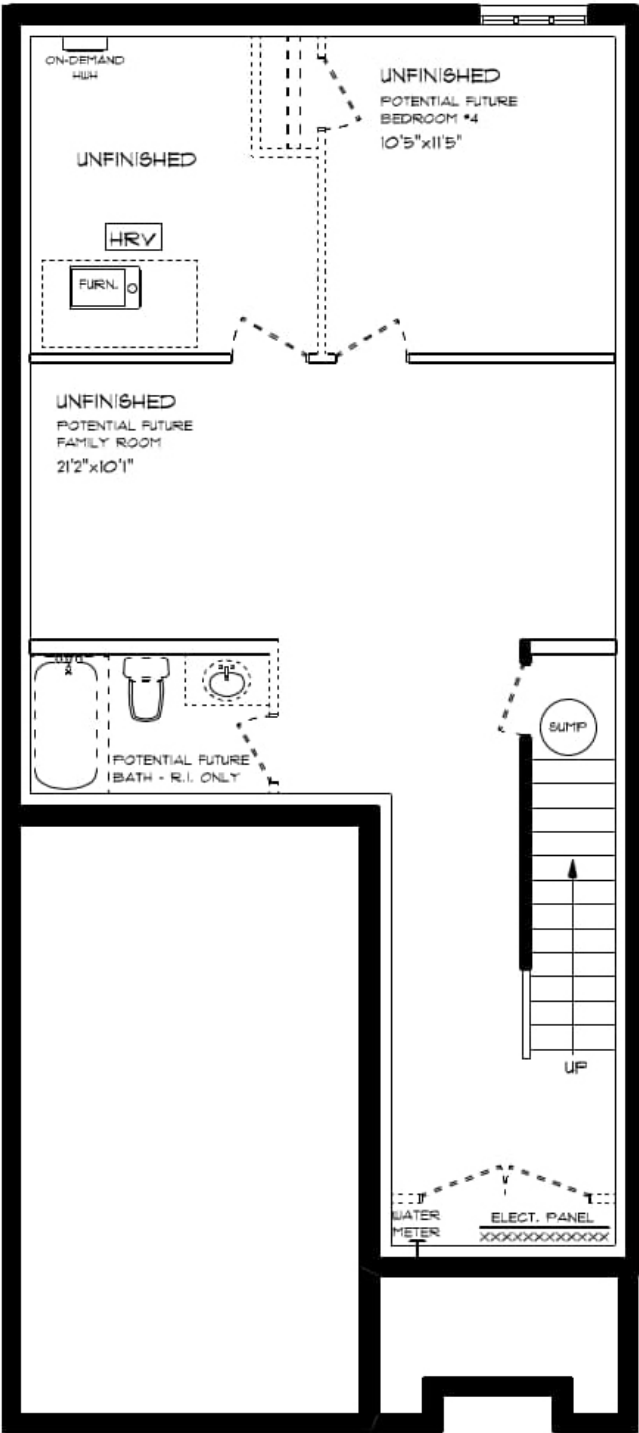 ON-DEMAND
HWH
UNFINISHED
POTENTIAL FUTURE
BEDROOM #4
10'5"x11'5"
UNFINISHED
HRV
FURN.
UNFINISHED
POTENTIAL FUTURE
FAMILY ROOM
21'2"x10'1"
SUMP
POTENTIAL FUTURE
BATH - R.I. ONLY
UP
WATER
METER
ELECT. PANEL